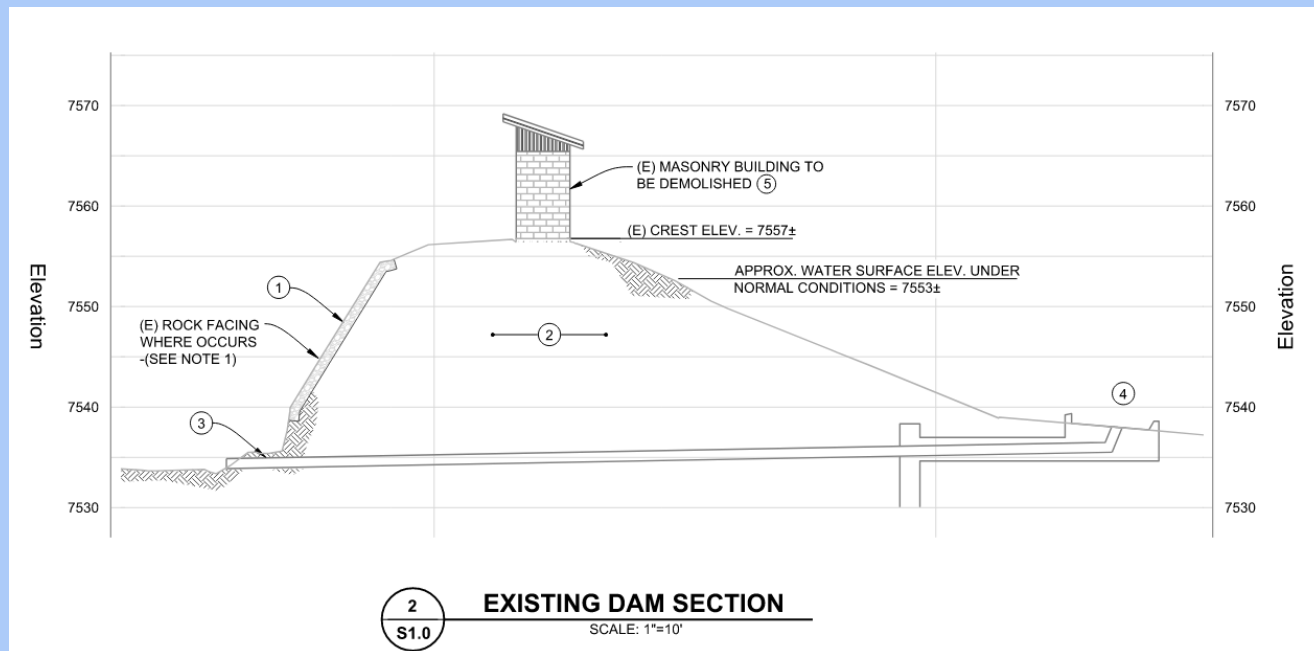 7570
7570
(E) MASONRY BUILDING TO
BE DEMOLISHED 5
7560
7560
(E) CREST ELEV. = 7557±
Elevation
Elevation
APPROX. WATER SURFACE ELEV. UNDER
NORMAL CONDITIONS = 7553±
1
7550
7550
(E) ROCK FACING
WHERE OCCURS
-(SEE NOTE 1)
2
4
7540
7540
3
7530
7530
2
S1.0
EXISTING DAM SECTION
SCALE: 1"=10'